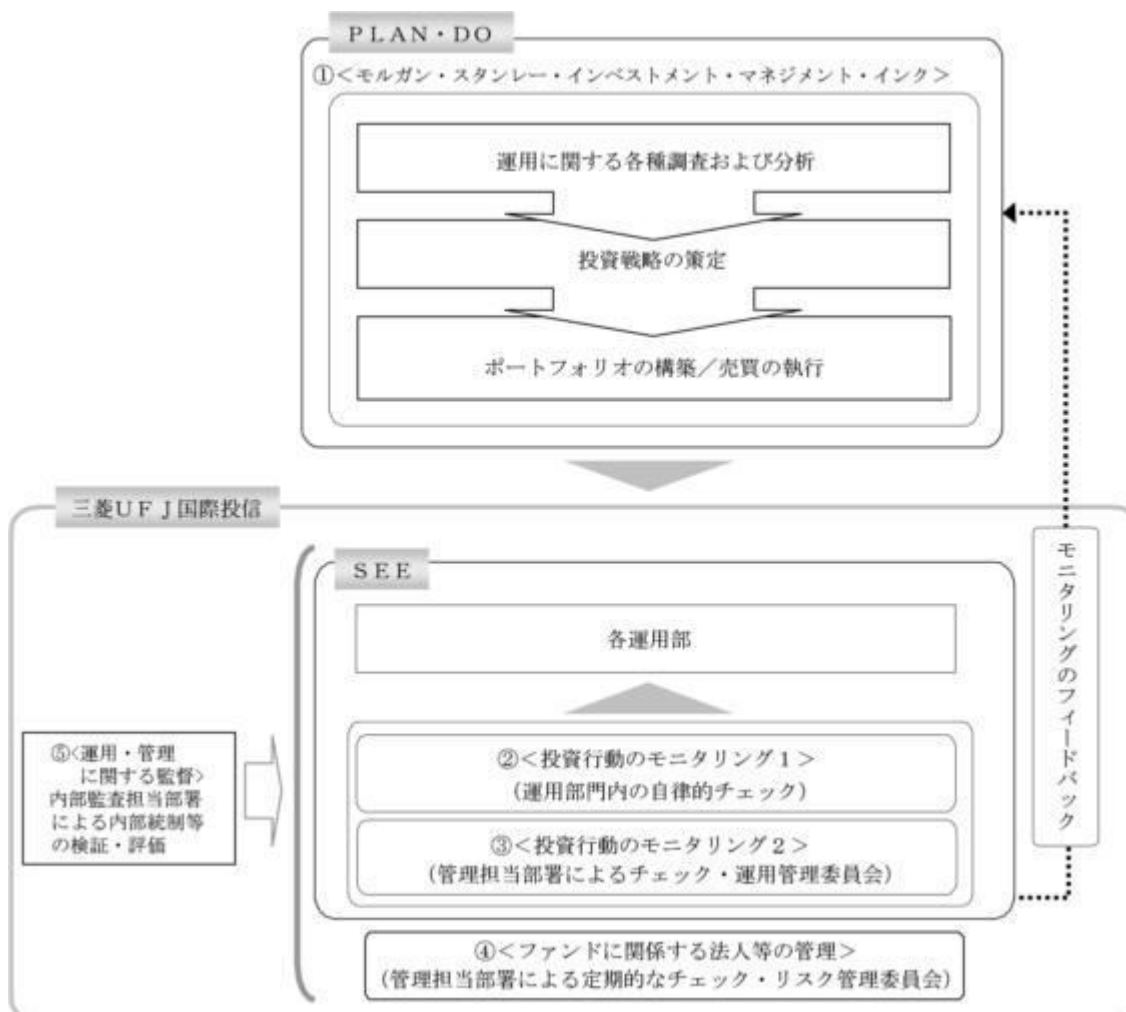 ＰＬＡＮ・ＤＯ
①＜モルガン・スタンレー・インベストメント・マネジメント・インク＞
運用に関する各種調査および分析
投資戦略の策定
ポートフォリオの構築／売買の執行
三菱ＵＦＪ国際投信
ＳＥＥ
各運用部
②＜投資行動のモニタリング１＞
（運用部門内の自律的チェック）
③＜投資行動のモニタリング２＞
（管理担当部署によるチェック・運用管理委員会）
④＜ファンドに関係する法人等の管理＞
（管理担当部署による定期的なチェック・リスク管理委員会）
⑤＜運用・管理
に関する監督＞
内部監査担当部署
による内部統制等
の検証・評価
モニタリングのフィードバック